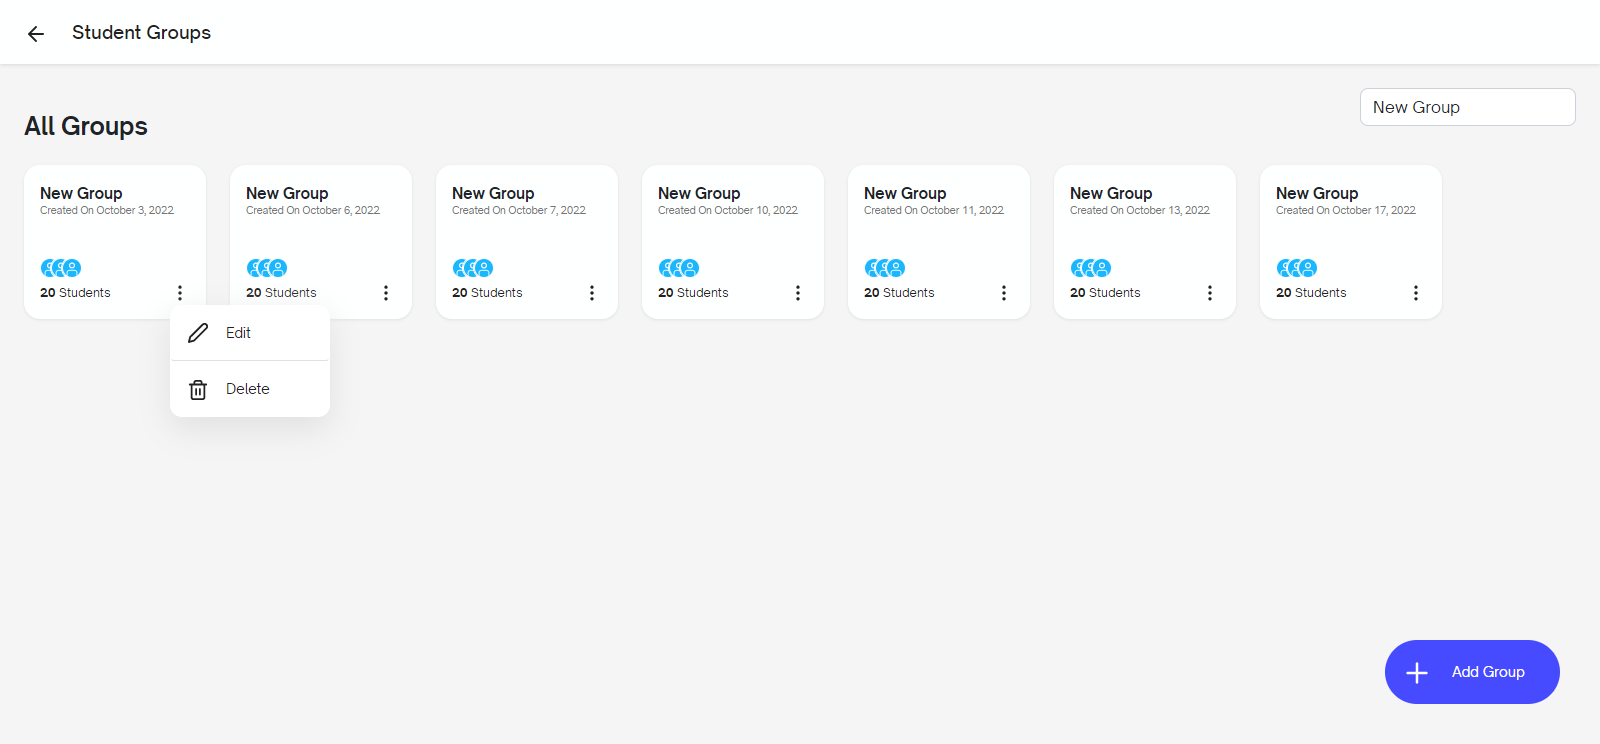 Student Groups
New Group
All Groups
New Group
Created On October 3, 2022
20 Students
New Group
Created On October 6, 2022
20 Students
New Group
Created On October 7, 2022
20 Students
New Group
Created On October 10, 2022
20 Students
New Group
Created On October 11, 2022
20 Students
New Group
Created On October 13, 2022
20 Students
New Group
Created On October 17, 2022
20 Students
Edit
Delete
Add Group